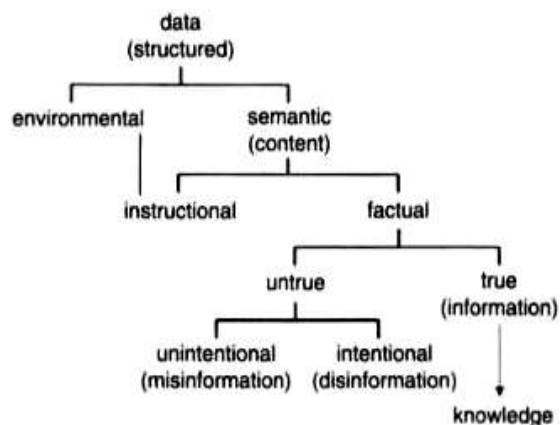 data
(structured)
environmental
semantic
(content)
instructional
factual
untrue
true
(information)
unintentional
(misinformation)
intentional
(disinformation)
knowledge